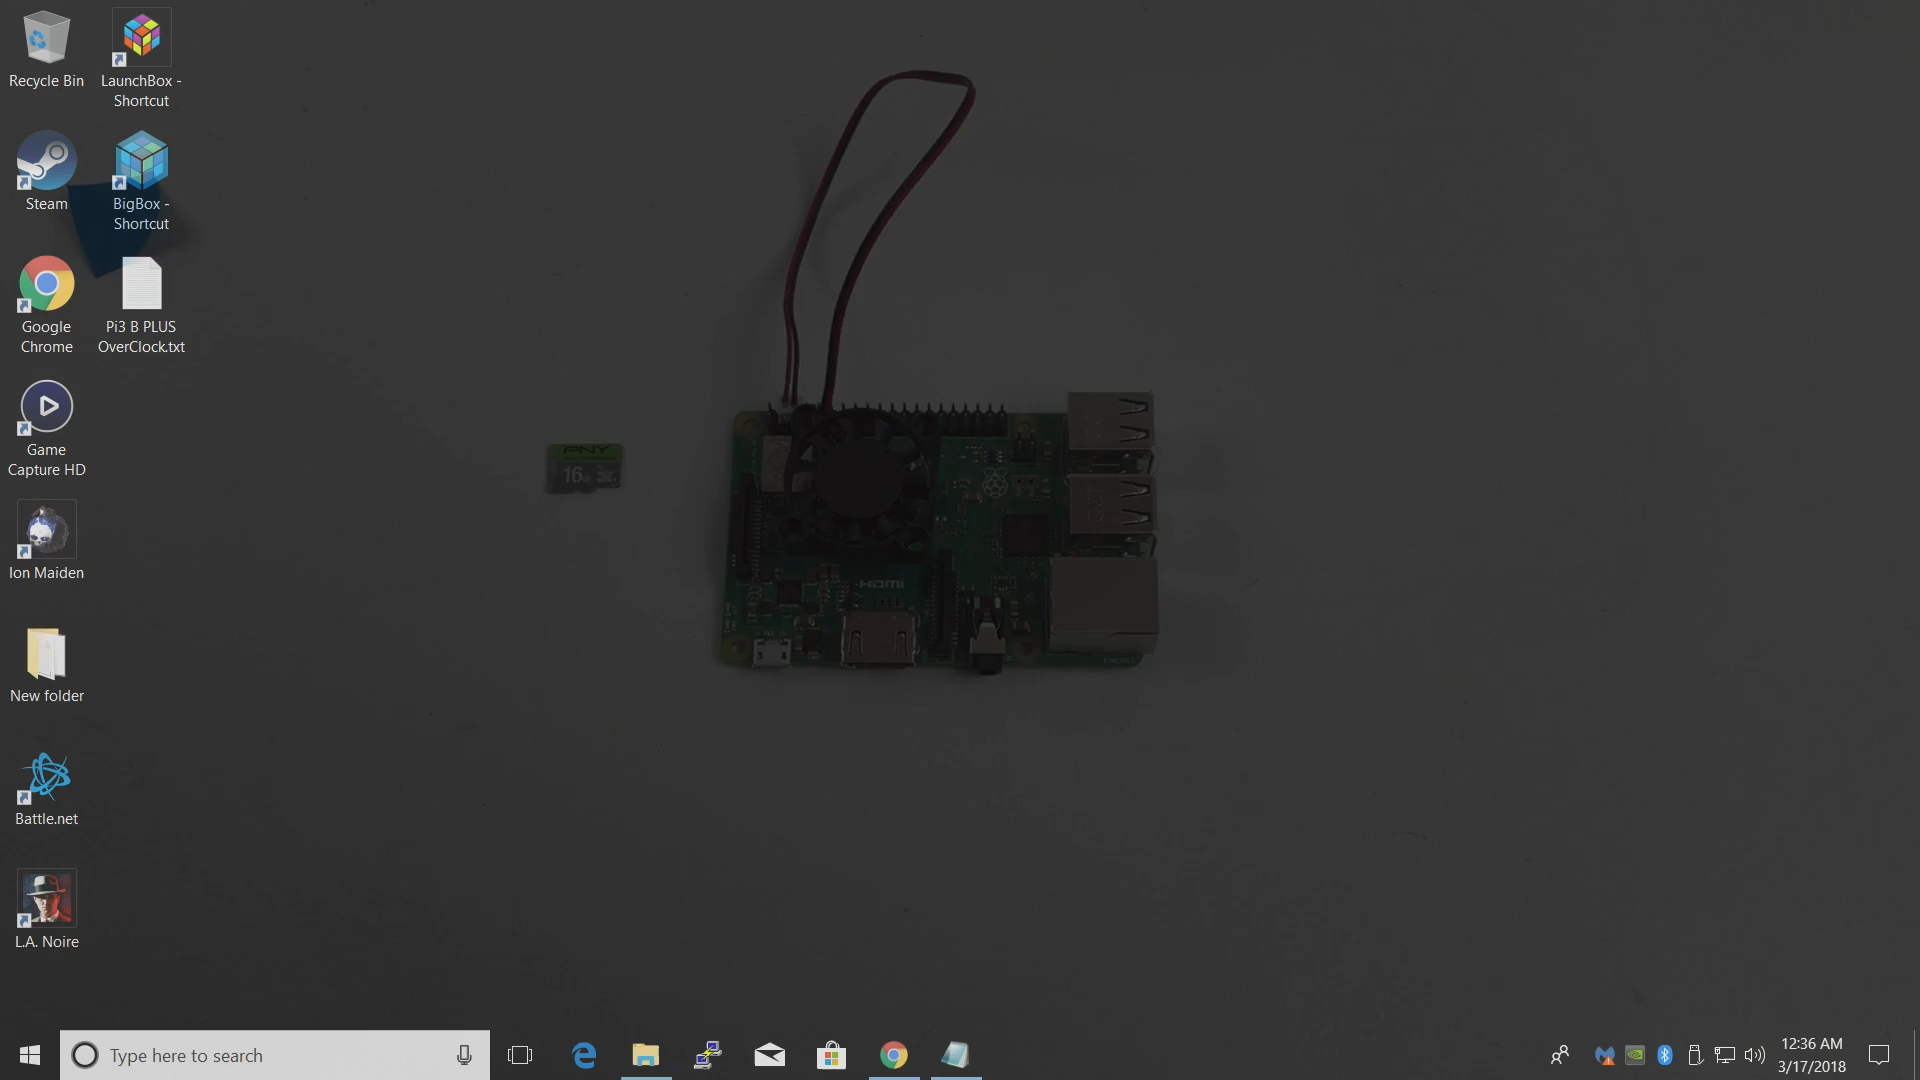 Recycle Bin
LaunchBox -
Shortcut
Steam
BigBox -
Shortcut
Google
Chrome
Pi3 B PLUS
OverClock.txt
Game
Capture HD
PNY
16
HDMI
Ion Maiden
New folder
Battle.net
L.A. Noire
Type here to search
12:36 AM
3/17/2018